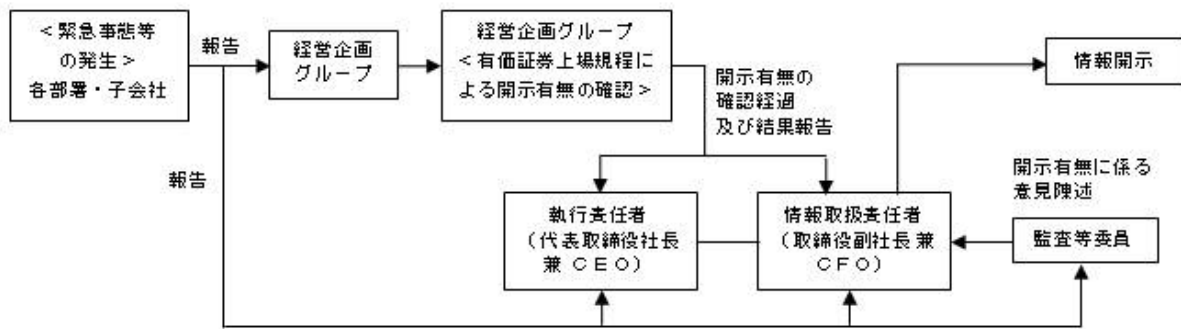 ＜緊急事態等
の発生＞
各部署・子会社
報告
経営企画
グループ
経営企画グループ
＜有価証券上場規程に
よる開示有無の確認＞
開示有無の
確認経過
及び結果報告
情報開示
報告
執行責任者
（代表取締役社長
兼 ＣＥＯ）
情報取扱責任者
（取締役副社長 兼
ＣＦＯ）
開示有無に係る
意見陳述
監査等委員